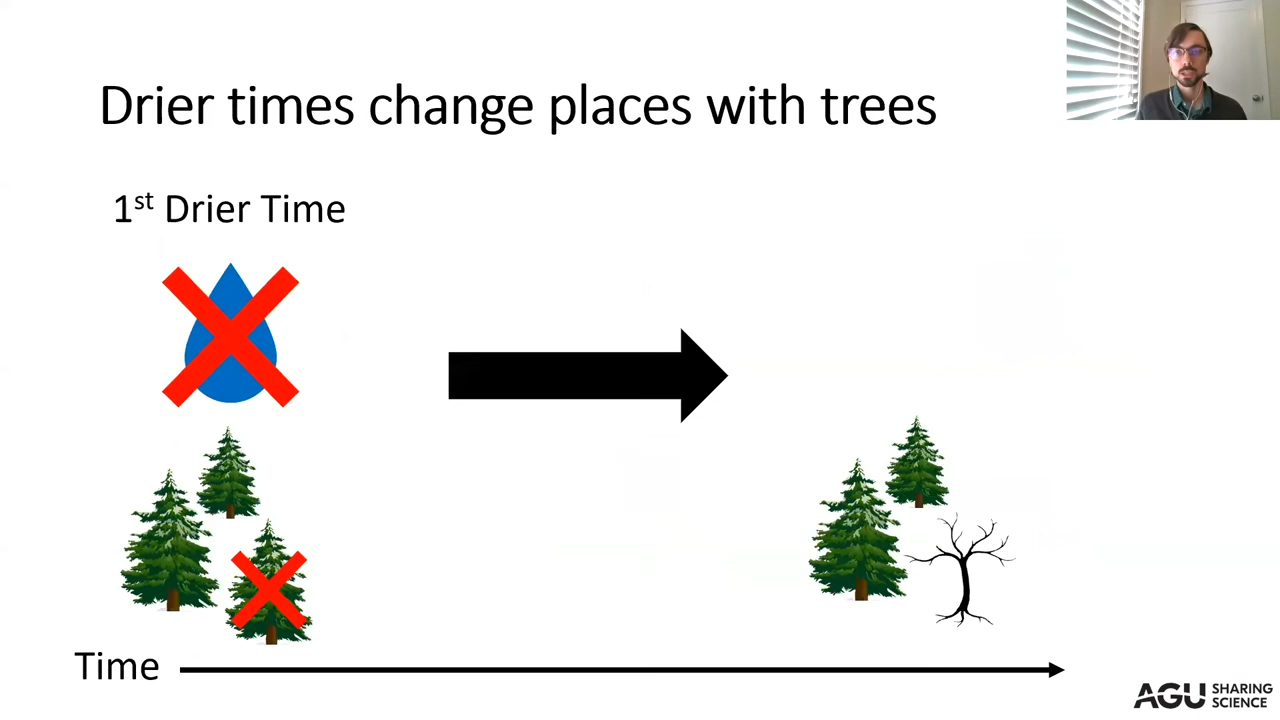 Drier times change places with trees
1st Drier Time
Time
AGU SHARING
SCIENCE